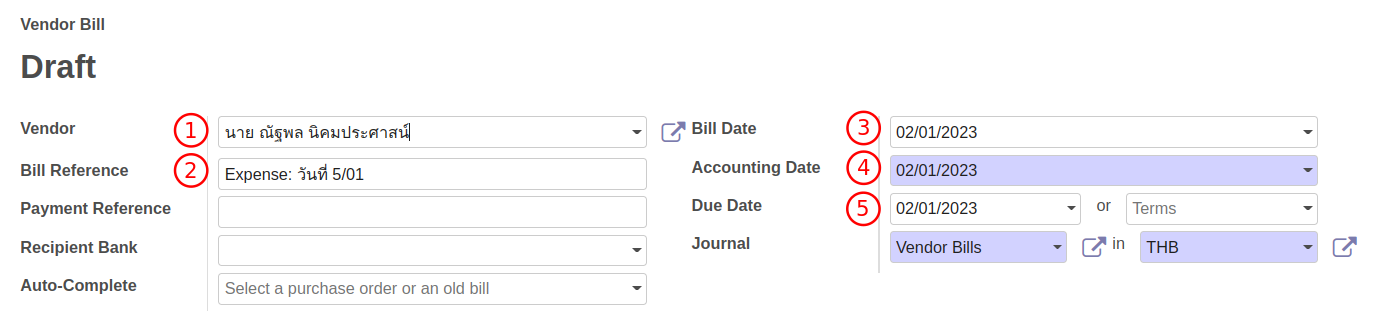 Vendor Bill
Draft
Vendor 1 นาย ณัฐพล นิคมประศาสน์
Bill Reference 2 Expense: วันที่ 5/01
Payment Reference
Recipient Bank
Auto-Complete Select a purchase order or an old bill
Bill Date 3 02/01/2023
Accounting Date 4 02/01/2023
Due Date 5 02/01/2023 or Terms
Journal Vendor Bills in THB